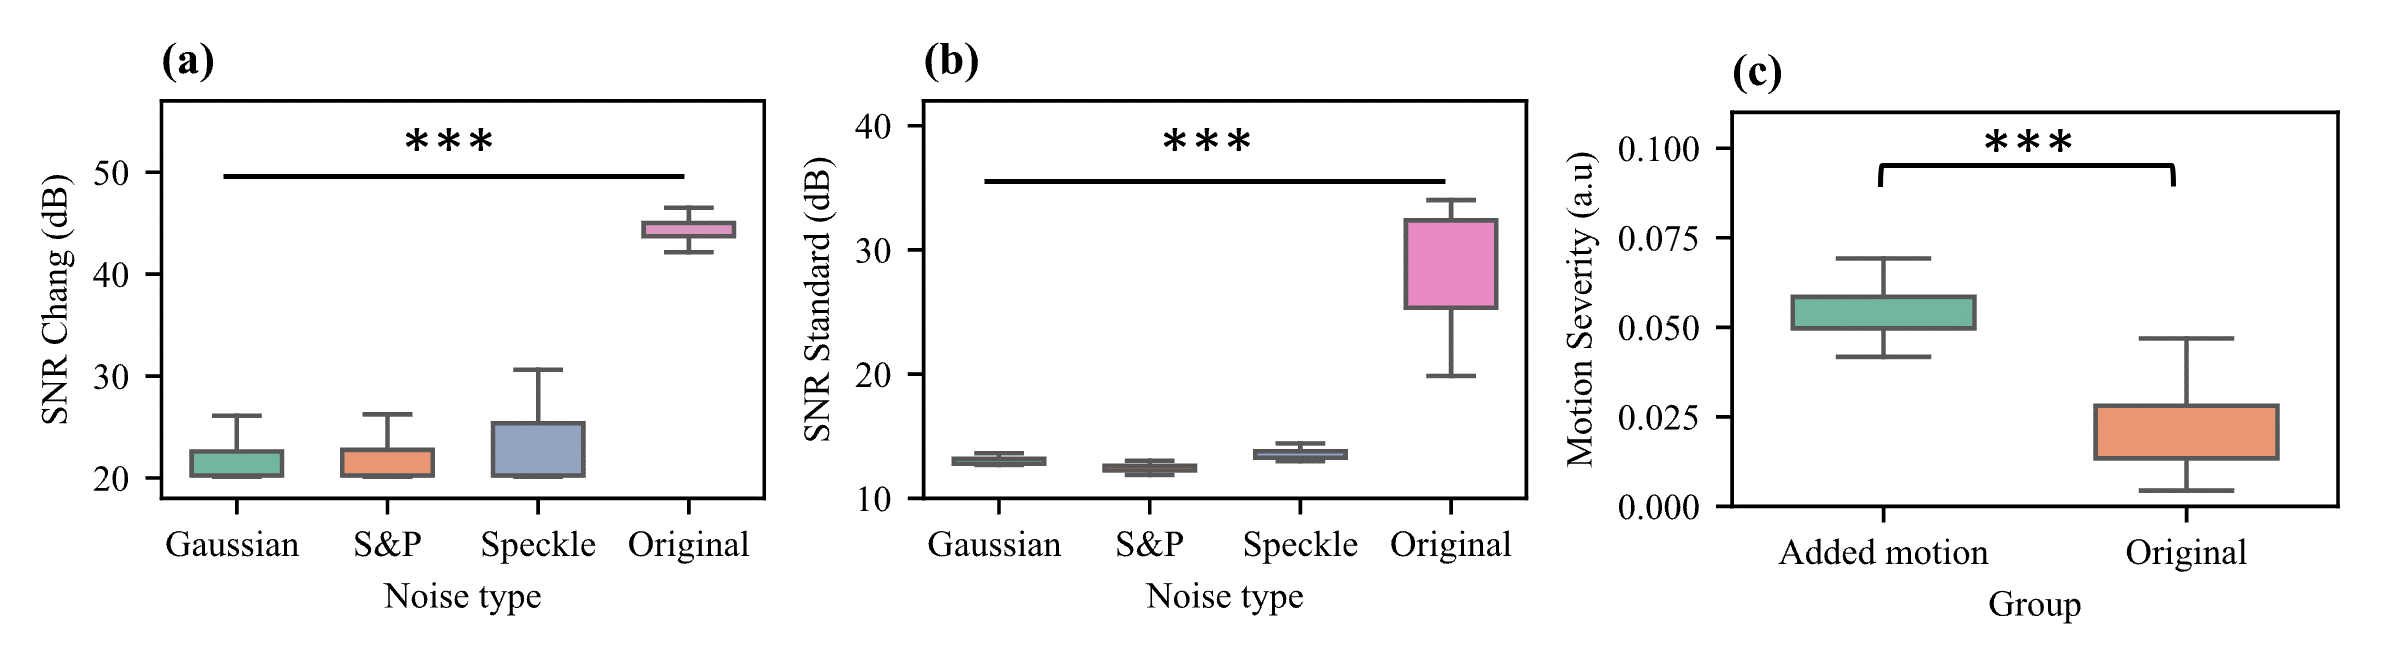 (a)
***
50
40
30
20
SNR Chang (dB)
Gaussian S&P Speckle Original
Noise type
(b)
***
40
30
20
10
SNR Standard (dB)
Gaussian S&P Speckle Original
Noise type
(c)
***
0.100
0.075
0.050
0.025
0.000
Motion Severity (a.u)
Added motion Original
Group